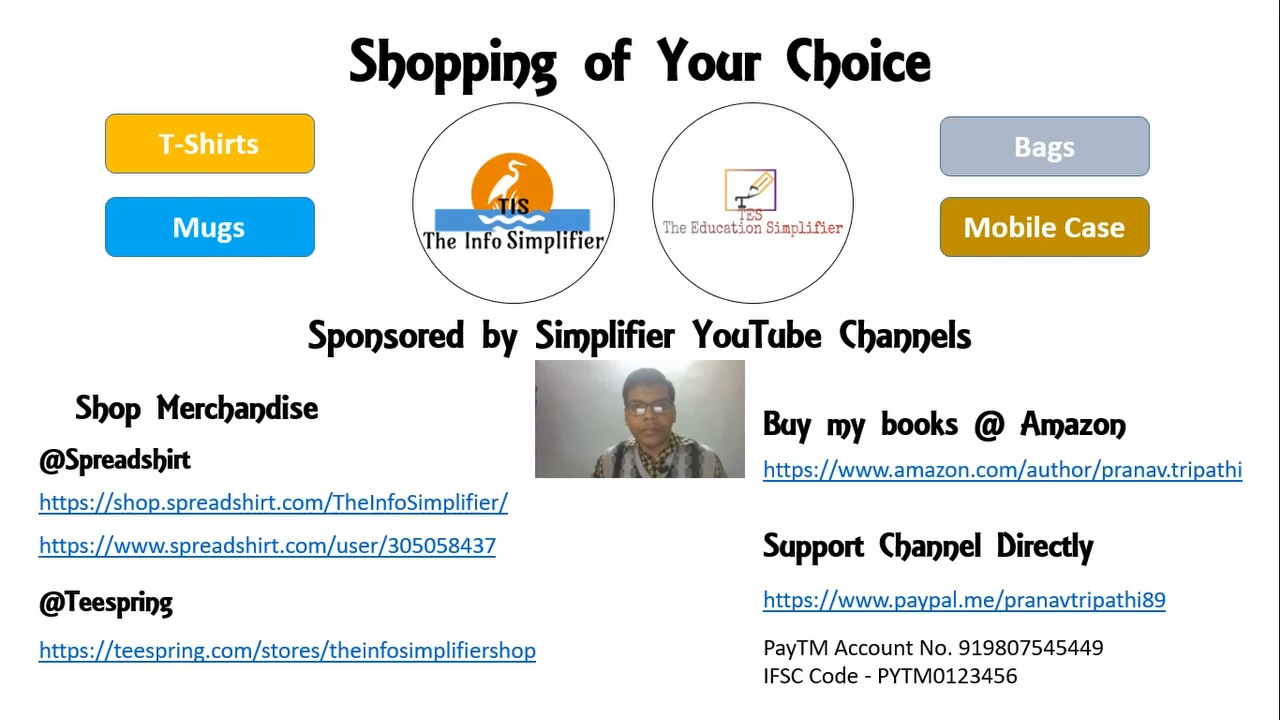 Shopping of Your Choice
T-Shirts
Mugs
TIS
The Info Simplifier
TES
The Education Simplifier
Bags
Mobile Case
Sponsored by Simplifier YouTube Channels
Shop Merchandise
@Spreadshirt
https://shop.spreadshirt.com/TheInfoSimplifier/
https://www.spreadshirt.com/user/305058437
@Teespring
https://teespring.com/stores/theinfosimplifiershop
Buy my books @ Amazon
https://www.amazon.com/author/pranav.tripathi
Support Channel Directly
https://www.paypal.me/pranavtripathi89
PayTM Account No. 919807545449
IFSC Code - PYTM0123456